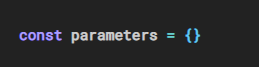 const parameters = {}